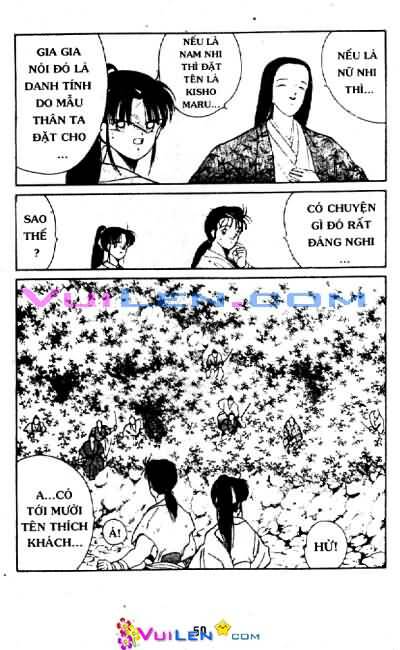 GIA GIA
NÓI ĐÓ LÀ
DANH TÍNH
DO MẪU
THÂN TA
ĐẶT CHO
...
NẾU LÀ
NAM NHI
THÌ ĐẶT
TÊN LÀ
KISHO
MARU...
NẾU LÀ
NỮ NHI
THÌ...
SAO
THẾ
?
CÓ CHUYỆN
GÌ ĐÓ RẤT
ĐÁNG NGHI
...
VUILEN.COM
A...CÓ
TỚI MƯỜI
TÊN THÍCH
KHÁCH...
À!
HỪ!
50
VUILEN.COM